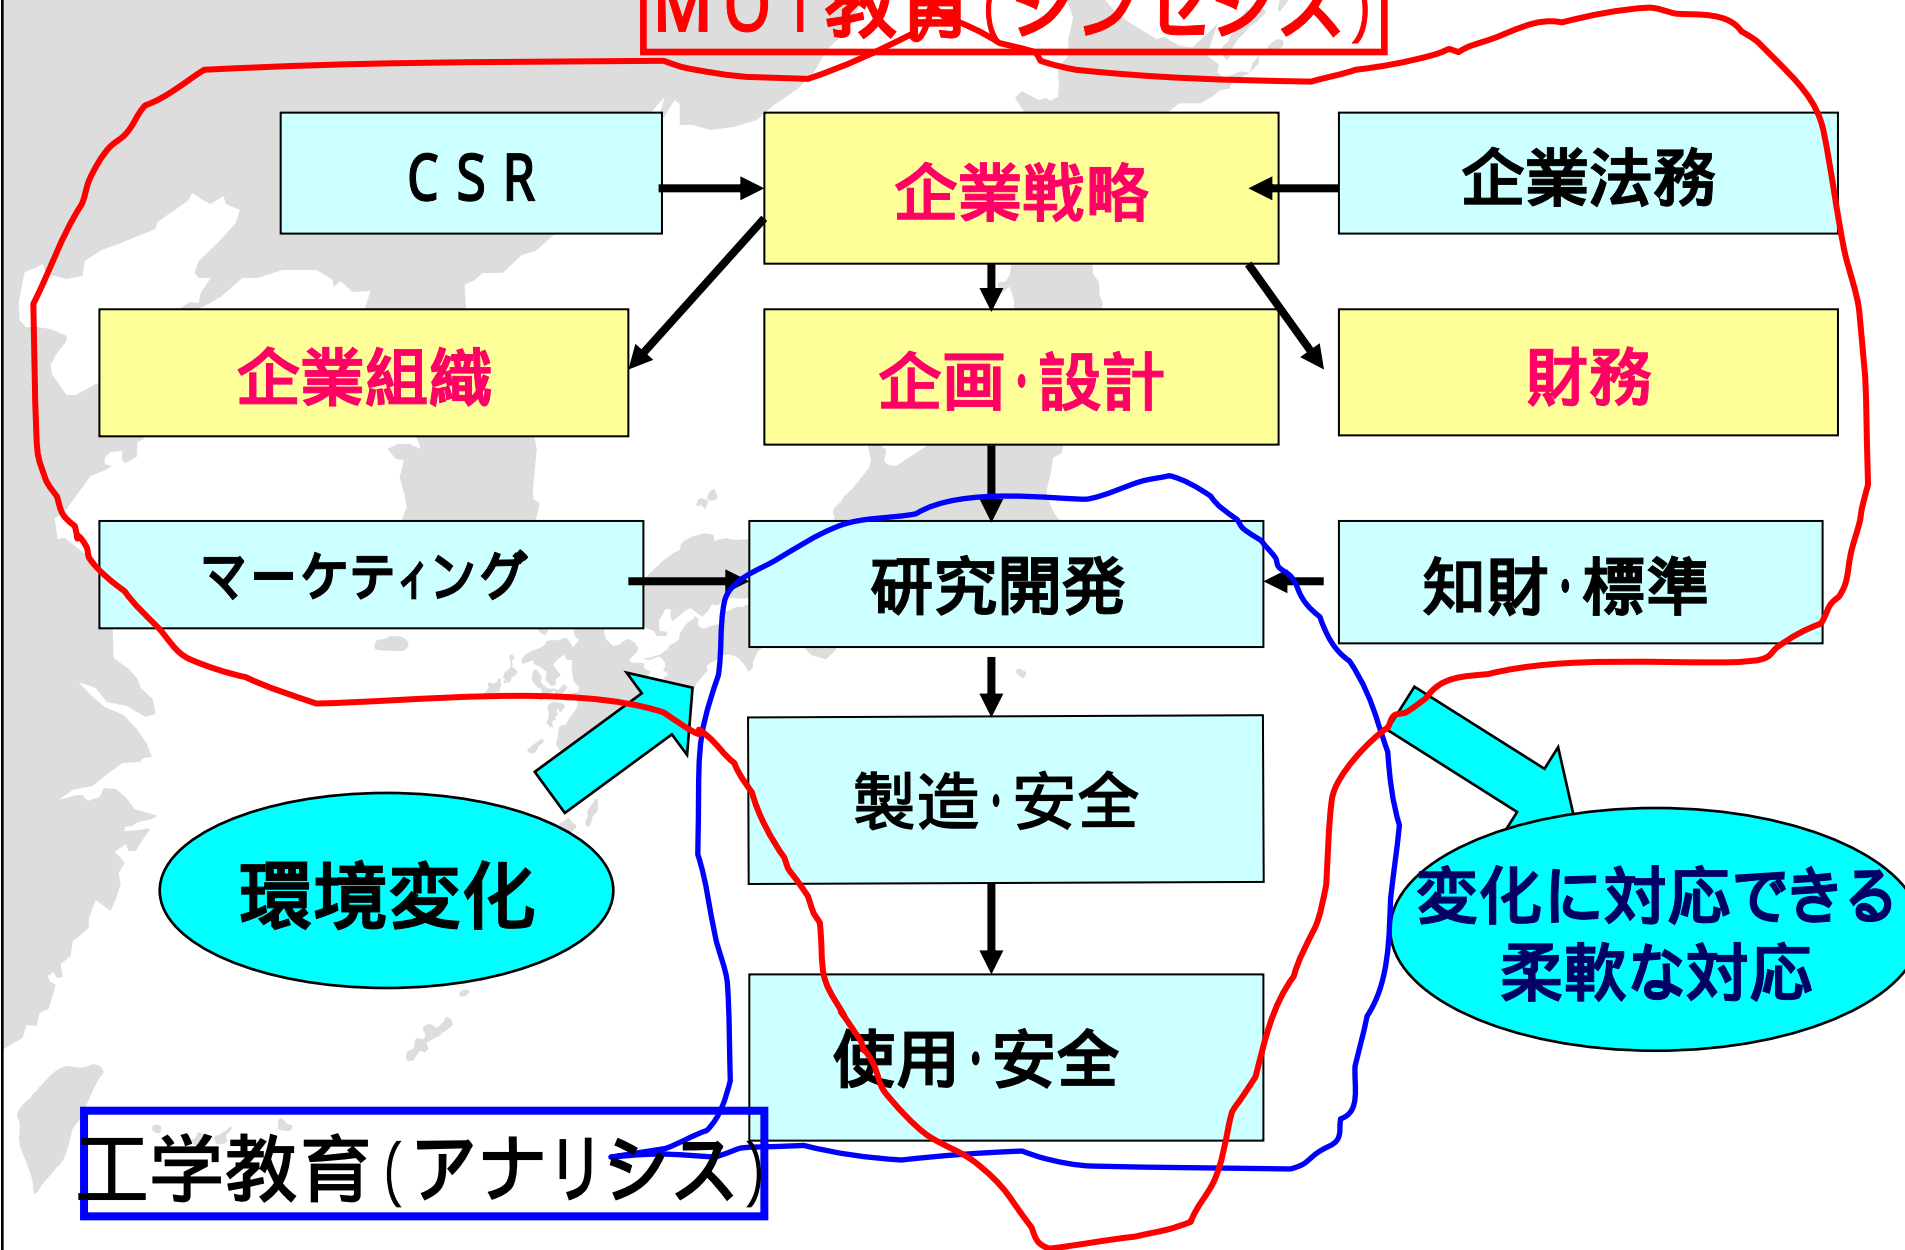 MOT教育(シンセシス)
CSR
企業戦略
企業法務
企業組織
企画・設計
財務
マーケティング
研究開発
知財・標準
製造・安全
環境変化
変化に対応できる
柔軟な対応
使用・安全
工学教育(アナリシス)